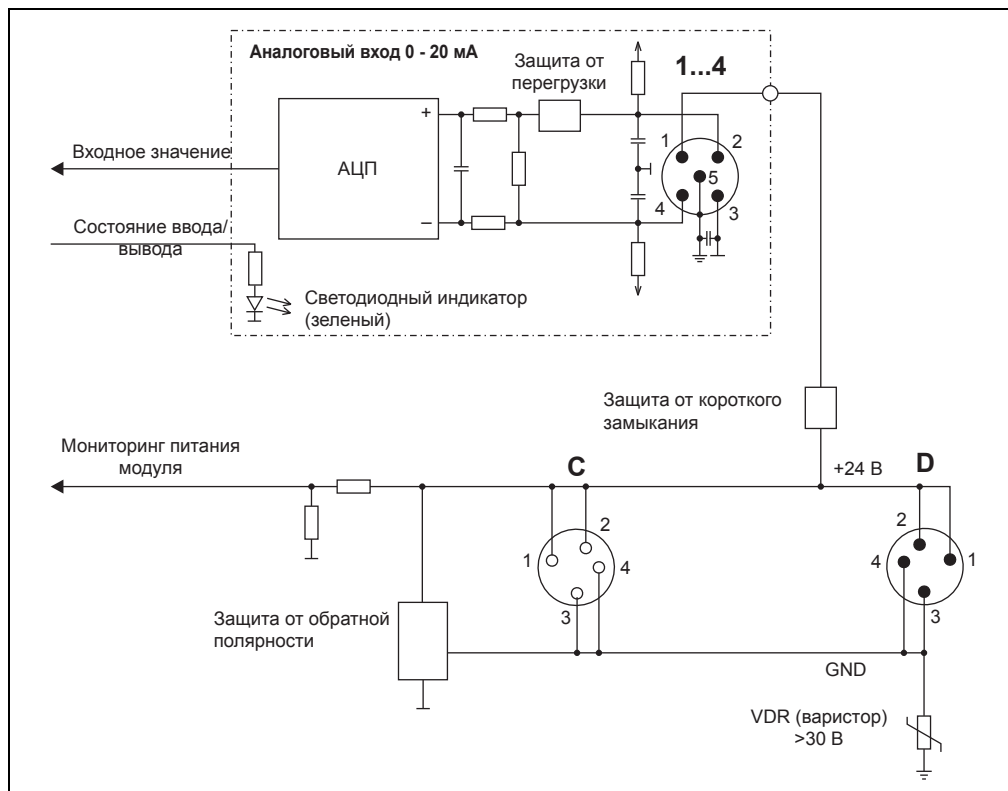 Аналоговый вход 0 - 20 мА
Защита от
перегрузки
1...4
+
1
2
Входное значение
АЦП
5
4
3
–
Состояние ввода/
вывода
Светодиодный индикатор
(зеленый)
Защита от короткого
замыкания
Мониторинг питания
модуля
C
+24 В
D
2
2
1
4
4
1
3
3
Защита от обратной
полярности
GND
VDR (варистор)
>30 В